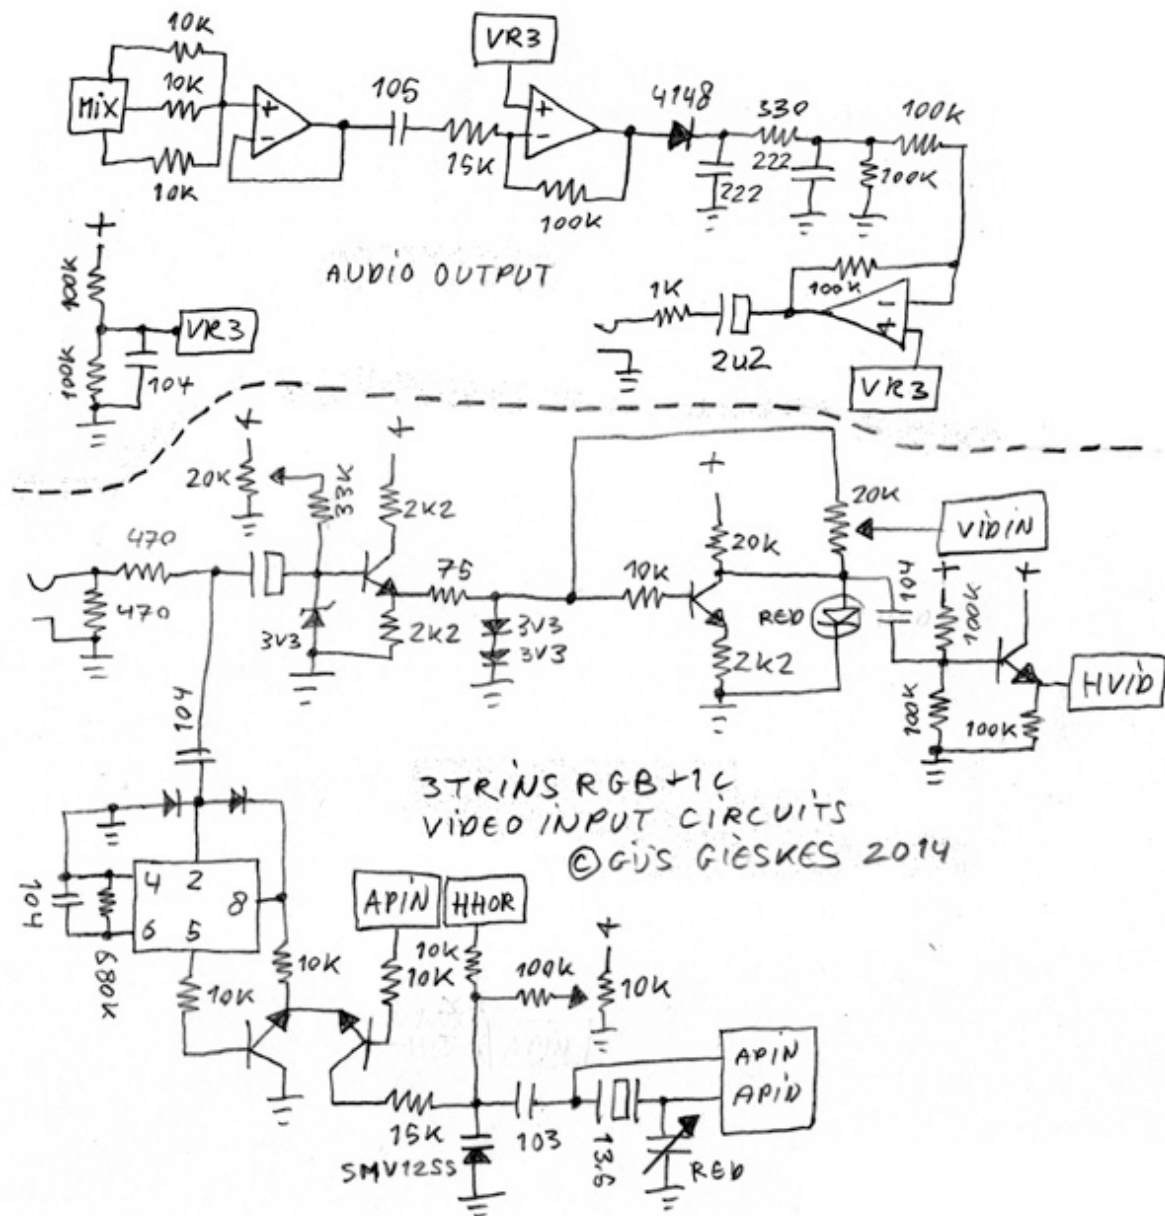 10K
MiX
10K
10K
105
VR3
15K
100K
4148
330
100K
222
222
100K
AUDiO OUTPUT
100K
100K
VR3
104
1K
2u2
100K
VR3
20K
33K
2K2
470
470
3V3
2K2
75
3V3
3V3
10K
20K
2K2
RED
20K
ViDiN
104
100K
100K
100K
HViD
104
3TRiNS RGB+1C
ViDEO iNPUT CiRCUiTS
© GiJS GiESKES 2014
104
680K
4 2
8
6 5
10K
10K
APiN
HHOR
10K
10K
100K
10K
15K
SMV1255
103
13.5
RED
APiN
APiD